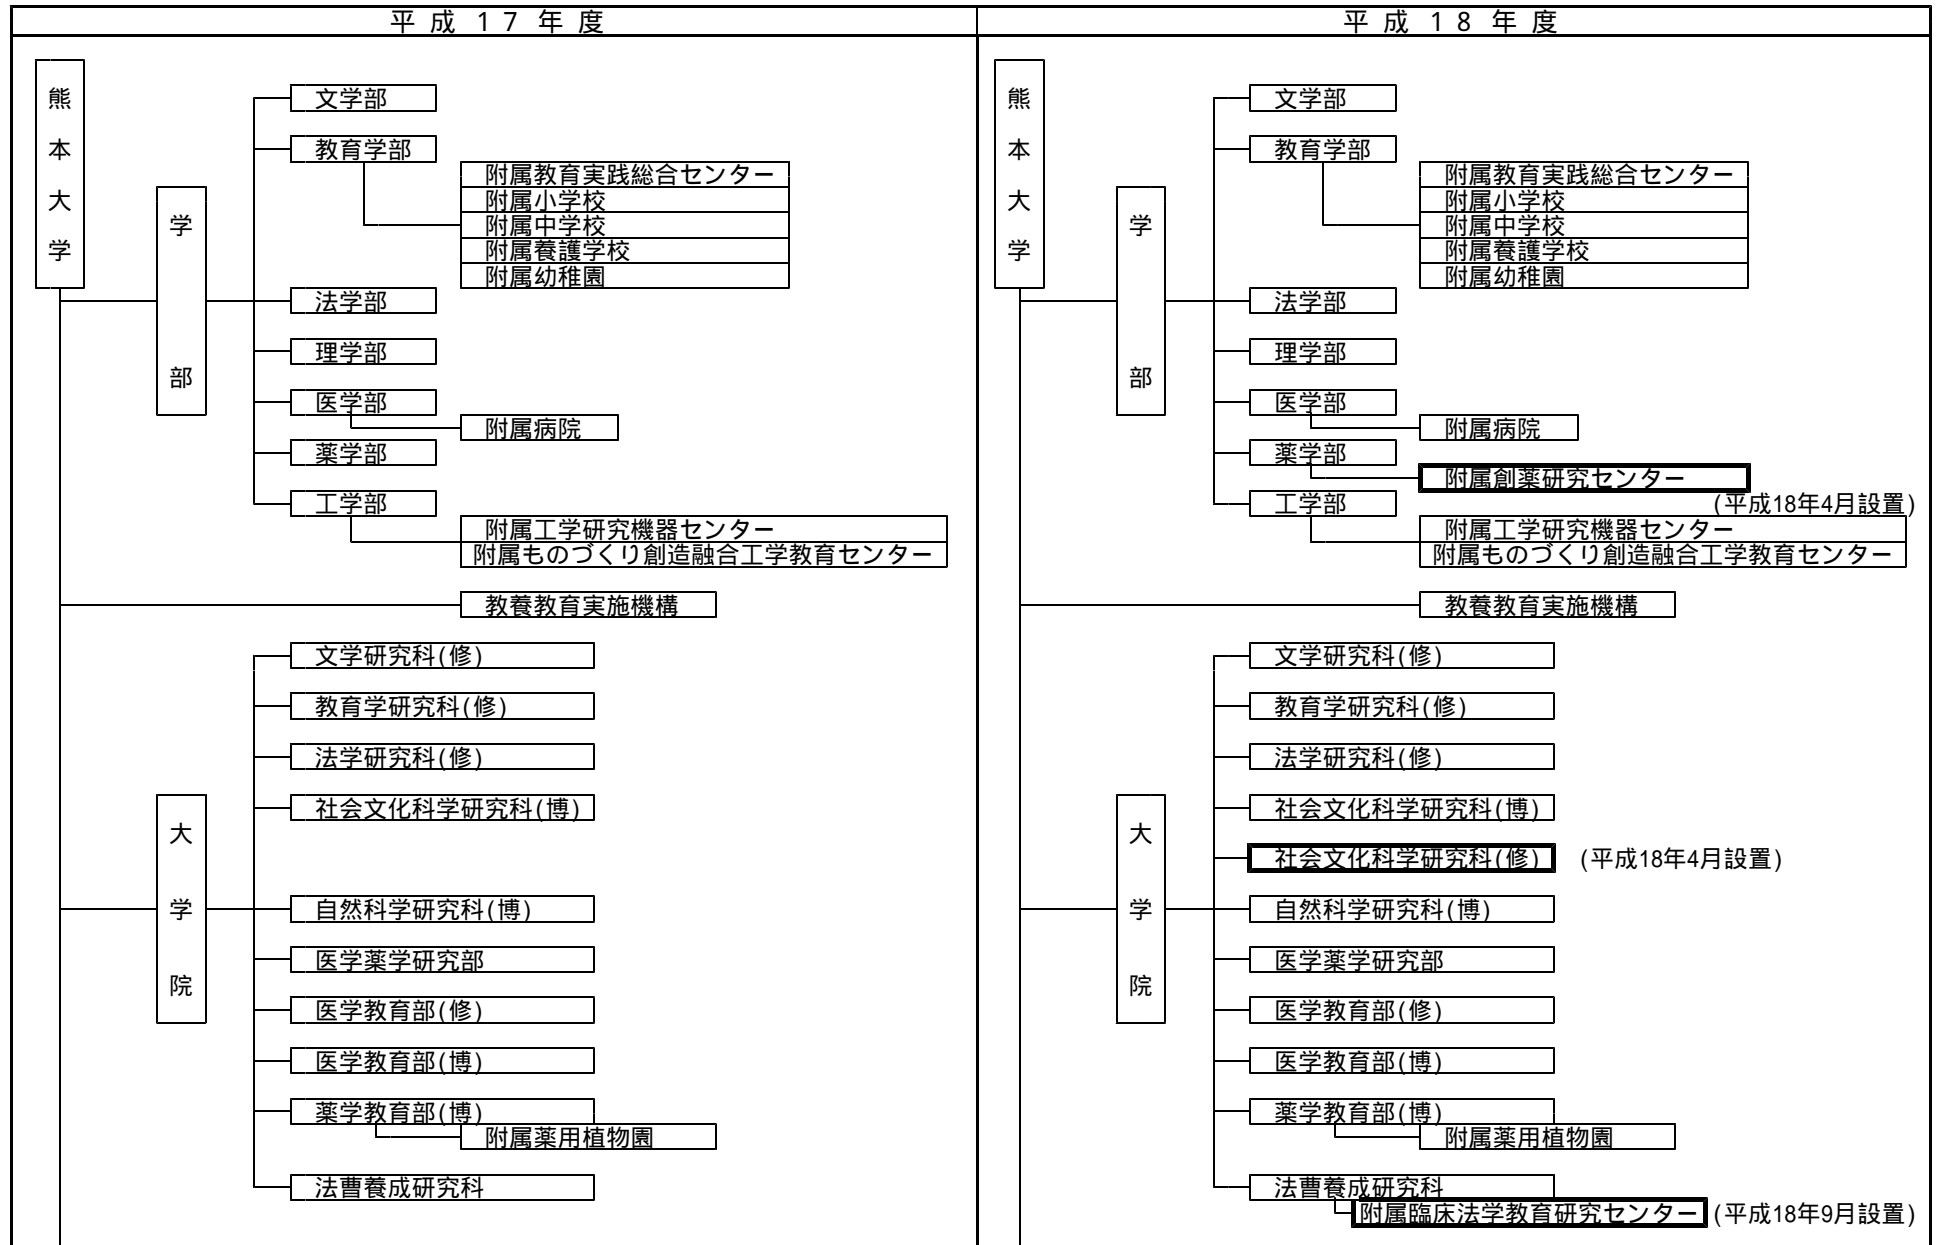 平成17年度
熊本大学
学部
文学部
教育学部
附属教育実践総合センター
附属小学校
附属中学校
附属養護学校
附属幼稚園
法学部
理学部
医学部
附属病院
薬学部
工学部
附属工学研究機器センター
附属ものづくり創造融合工学教育センター
教養教育実施機構
大学院
文学研究科(修)
教育学研究科(修)
法学研究科(修)
社会文化科学研究科(博)
自然科学研究科(博)
医学薬学研究部
医学教育部(修)
医学教育部(博)
薬学教育部(博)
附属薬用植物園
法曹養成研究科
平成18年度
熊本大学
学部
文学部
教育学部
附属教育実践総合センター
附属小学校
附属中学校
附属養護学校
附属幼稚園
法学部
理学部
医学部
附属病院
薬学部
附属創薬研究センター
(平成18年4月設置)
工学部
附属工学研究機器センター
附属ものづくり創造融合工学教育センター
教養教育実施機構
大学院
文学研究科(修)
教育学研究科(修)
法学研究科(修)
社会文化科学研究科(博)
社会文化科学研究科(修) (平成18年4月設置)
自然科学研究科(博)
医学薬学研究部
医学教育部(修)
医学教育部(博)
薬学教育部(博)
附属薬用植物園
法曹養成研究科
附属臨床法学教育研究センター (平成18年9月設置)